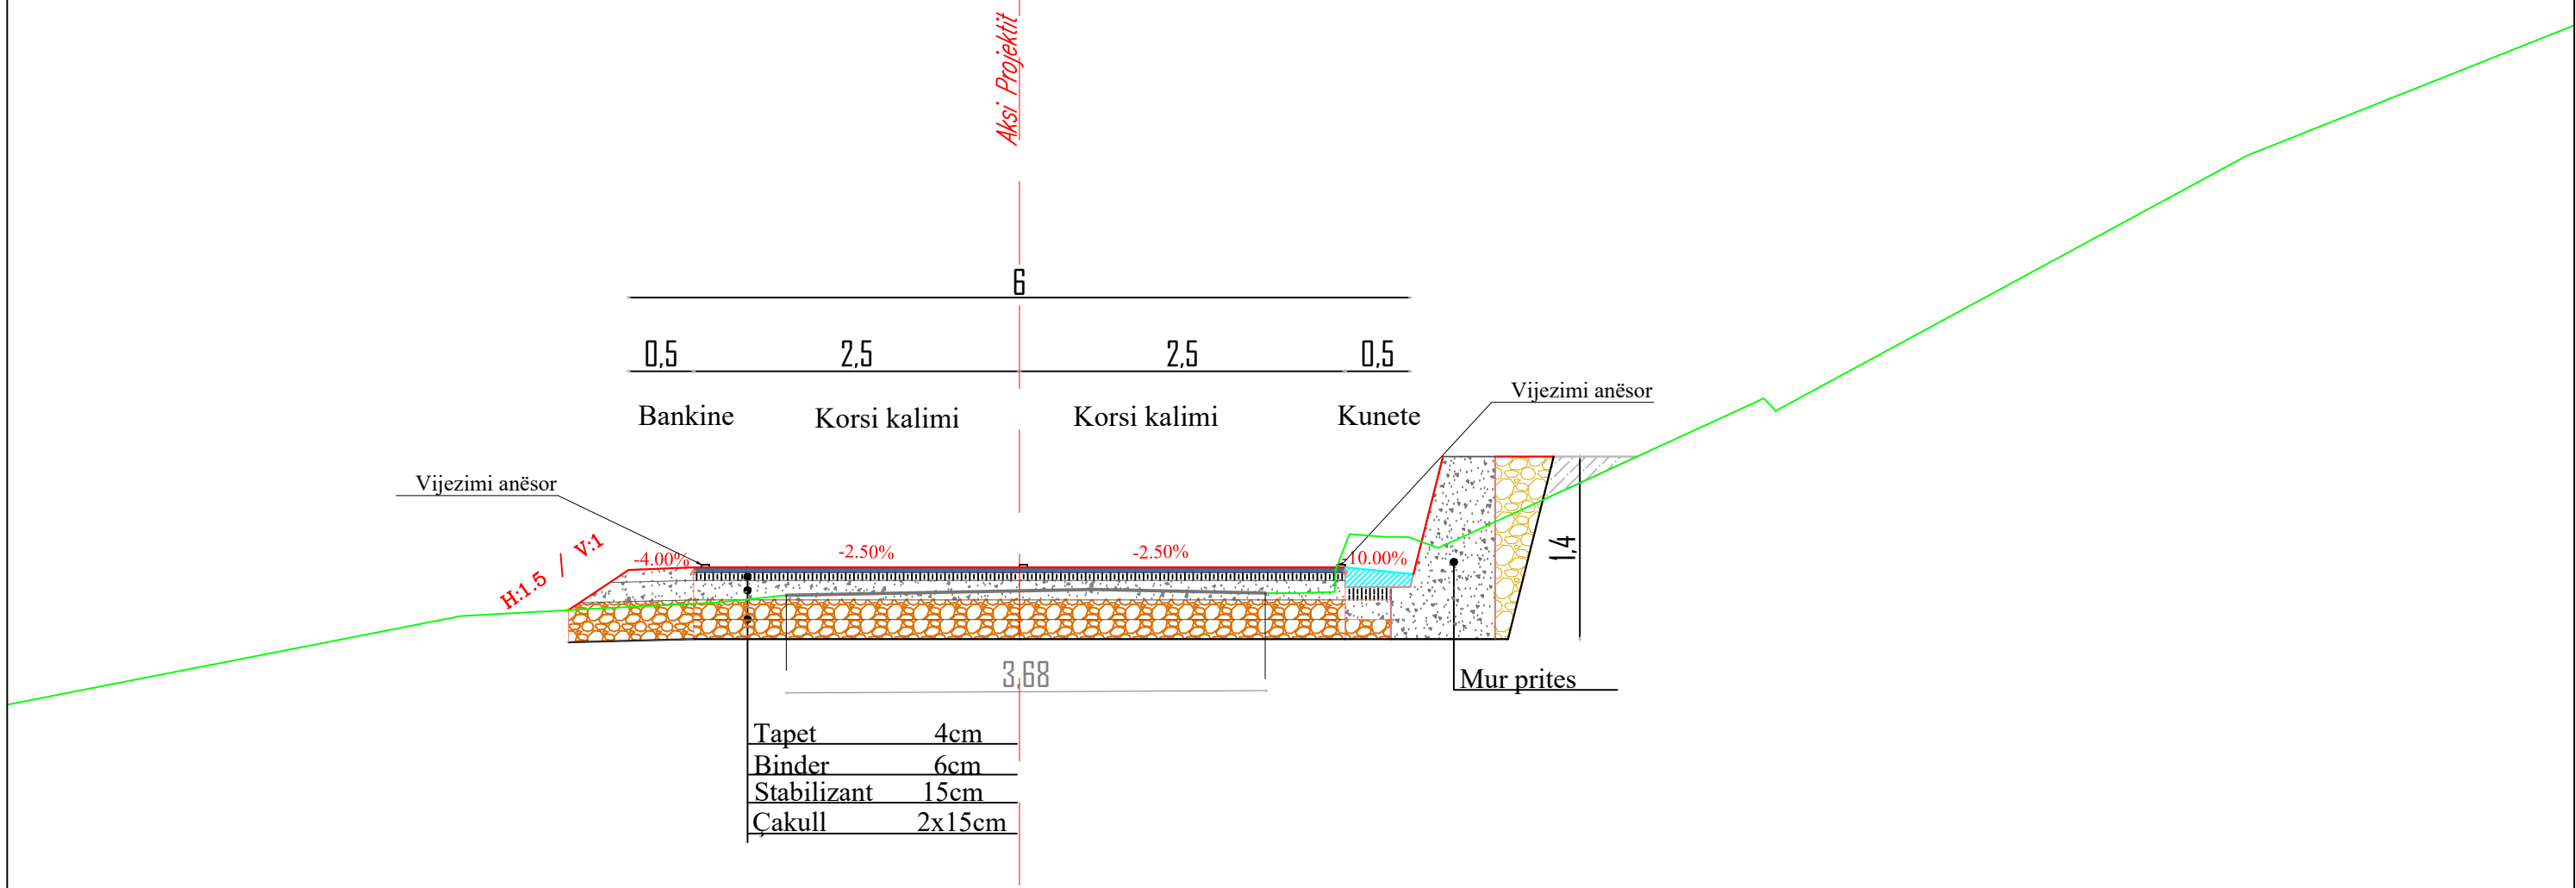 Aksi Projektit
6
0,5 2,5 2,5 0,5
Bankine Korsi kalimi Korsi kalimi Kunete
Vijezimi anësor
Vijezimi anësor
H:1.5 / V:1
-4.00% -2.50% -2.50% 10.00%
1,4
3,68
Mur prites
Tapet 4cm
Binder 6cm
Stabilizant 15cm
Çakull 2x15cm